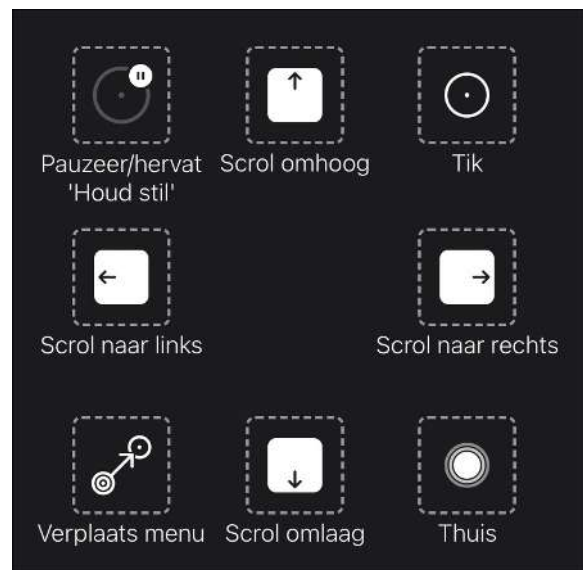 Pauzeer/hervat
'Houd stil'
Scrol omhoog
Tik
Scrol naar links
Scrol naar rechts
Verplaats menu
Scrol omlaag
Thuis